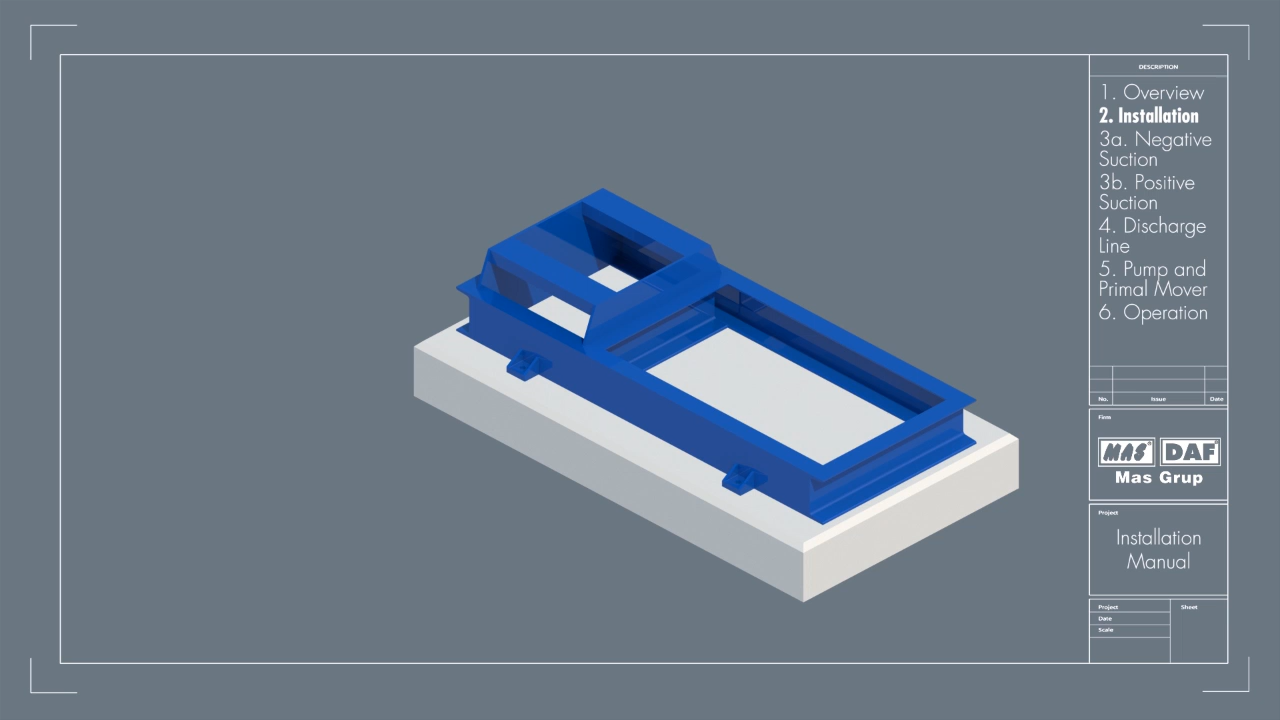 DESCRIPTION
1. Overview
2. Installation
3a. Negative
Suction
3b. Positive
Suction
4. Discharge
Line
5. Pump and
Primal Mover
6. Operation
No. Issue Date
Firm
MAS® DAF
Mas Grup
Project
Installation
Manual
Project Sheet
Date
Scale